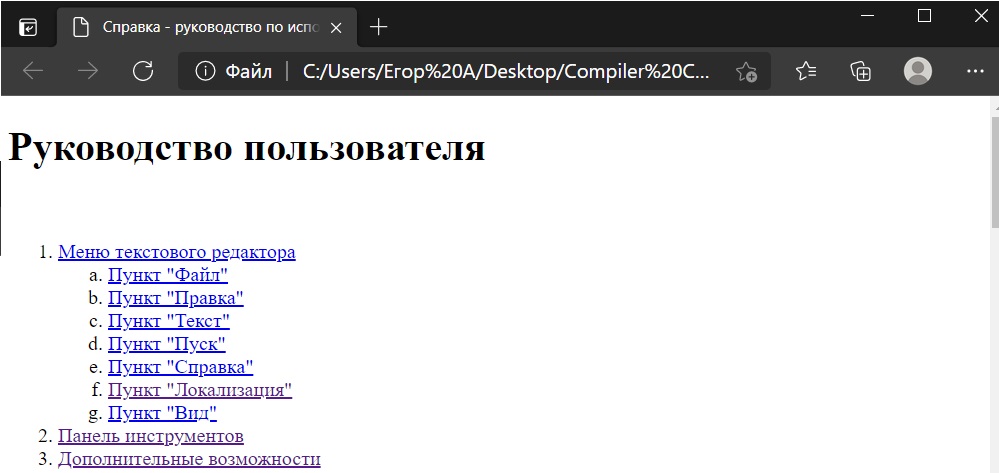 Справка - руководство по испо
Файл
C:/Users/Егор%20A/Desktop/Compiler%20C...
Руководство пользователя
1. Меню текстового редактора
a. Пункт "Файл"
b. Пункт "Правка"
c. Пункт "Текст"
d. Пункт "Пуск"
e. Пункт "Справка"
f. Пункт "Локализация"
g. Пункт "Вид"
2. Панель инструментов
3. Дополнительные возможности